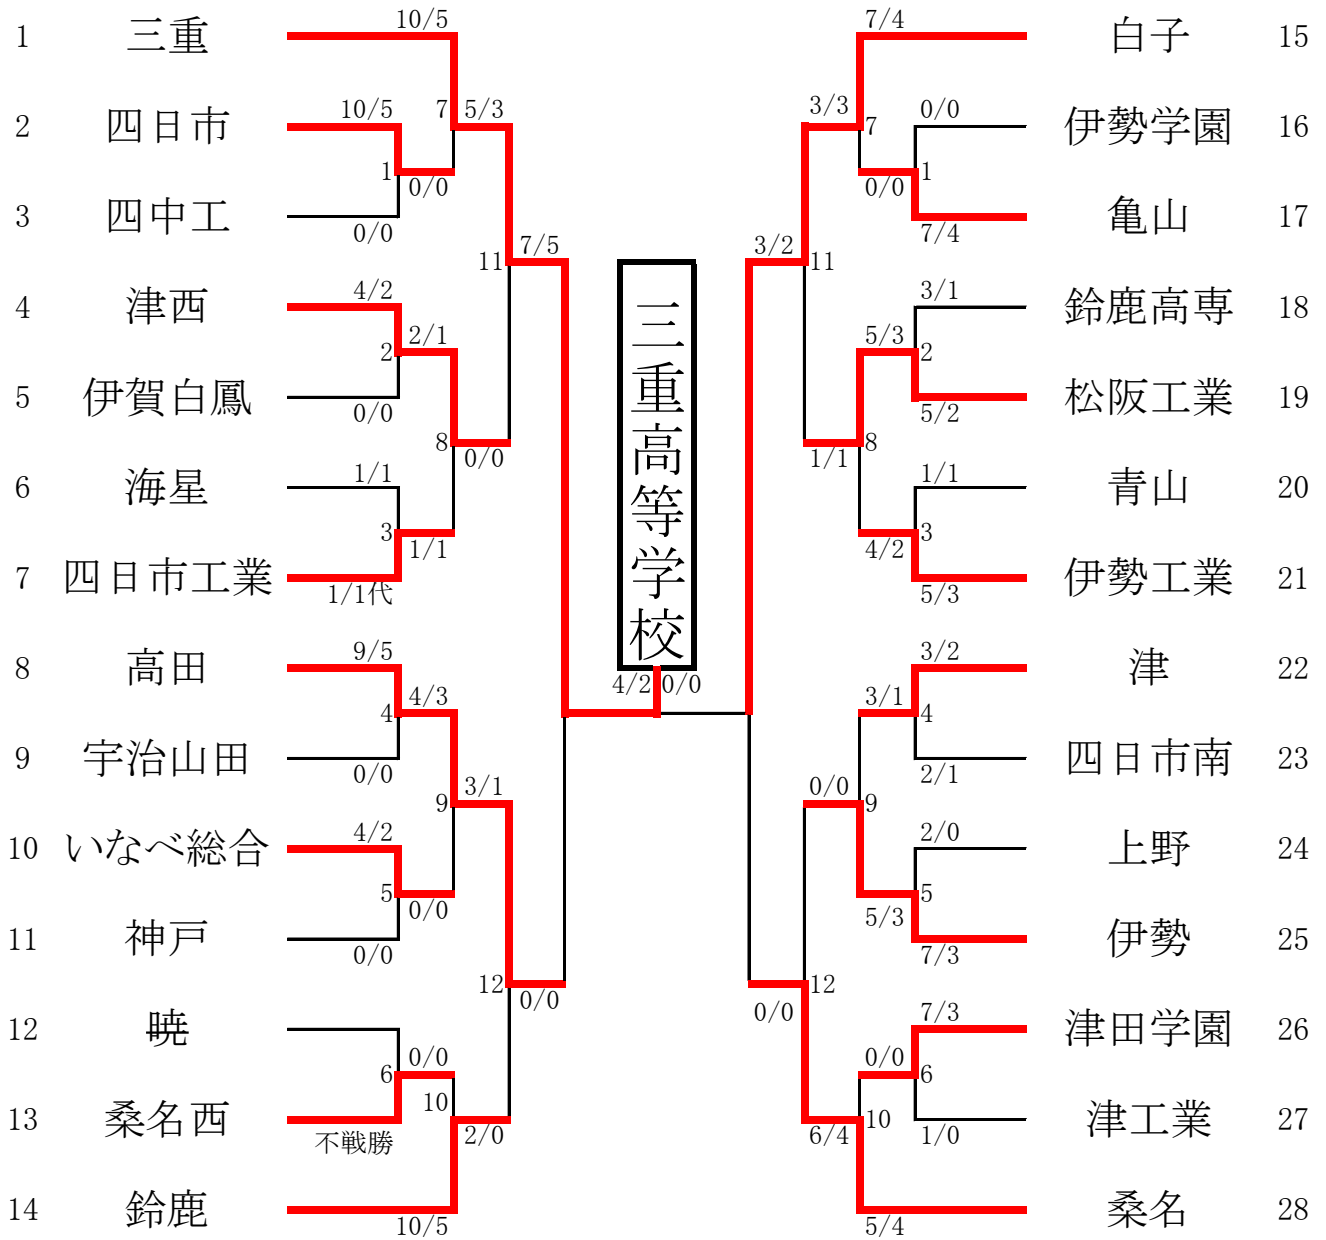 1 三重 10/5 7/4 白子 15
2 四日市 10/5 7 5/3 3/3 7 0/0 伊勢学園 16
1 0/0 0/0 1
3 四中工 0/0 7/4 亀山 17
11 7/5 3/2 11
4 津西 4/2 3/1 鈴鹿高専 18
2 2/1 5/3 2
5 伊賀白鳳 0/0 5/2 松阪工業 19
8 0/0 1/1 8
6 海星 1/1 1/1 青山 20
3 1/1 4/2 3
7 四日市工業 1/1代 5/3 伊勢工業 21
三重高等学校
8 高田 9/5 3/2 津 22
4/2 0/0
4 4/3 3/1 4
9 宇治山田 0/0 2/1 四日市南 23
9 3/1 0/0 9
10 いなべ総合 4/2 2/0 上野 24
5 0/0 5/3 5
11 神戸 0/0 7/3 伊勢 25
12 0/0 0/0 12
12 暁 7/3 津田学園 26
6 0/0 0/0 6
13 桑名西 不戦勝 10 2/0 6/4 10 1/0 津工業 27
14 鈴鹿 10/5 5/4 桑名 28